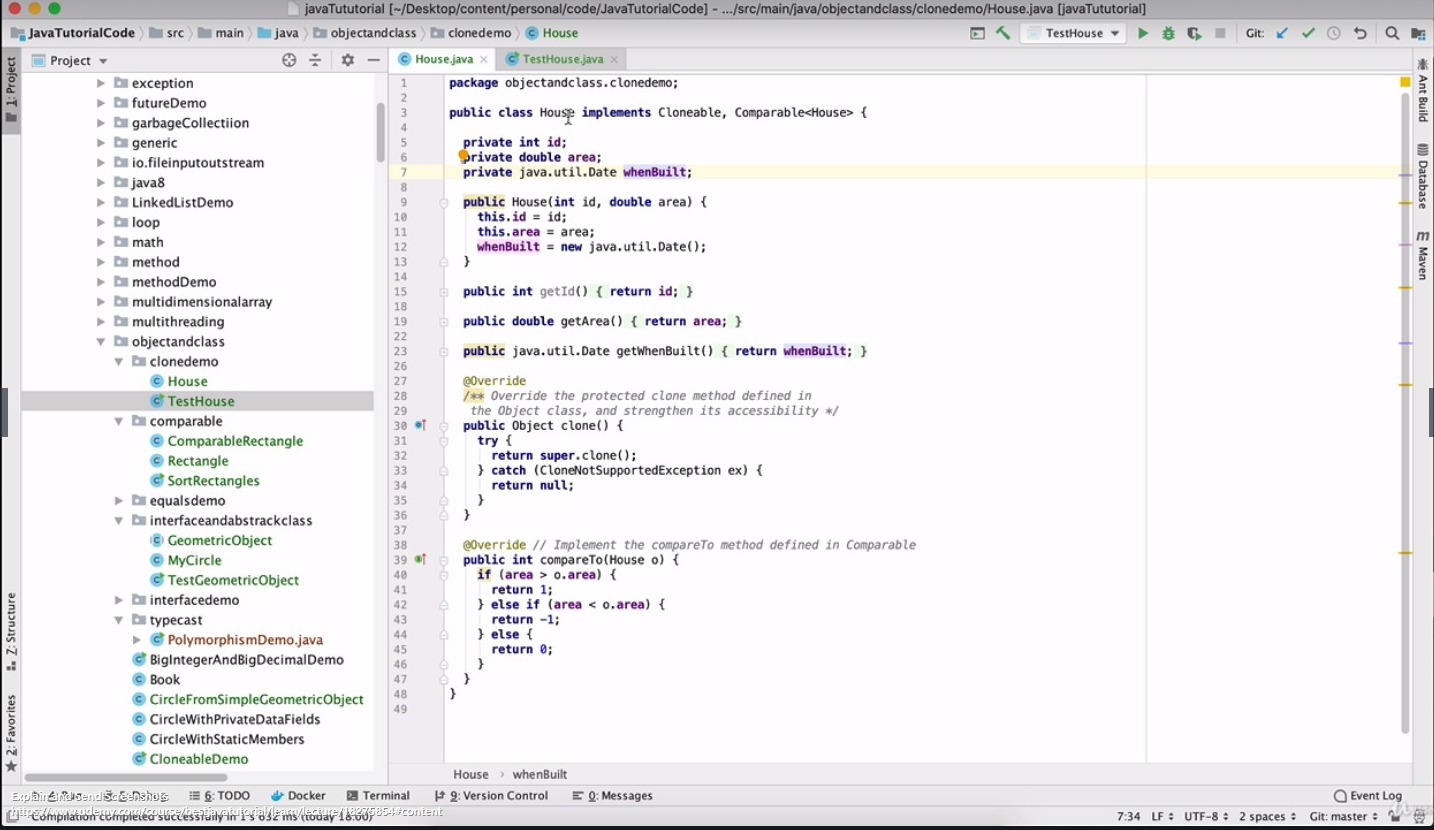 javaTututorial [~/Desktop/content/personal/code/JavaTutorialCode] - .../src/main/java/objectandclass/clonedemo/House.java [javaTututorial]
JavaTutorialCode src main java objectandclass clonedemo House
TestHouse Git:
1: Project
Project
House.java
TestHouse.java
exception
futureDemo
garbageCollectiion
generic
io.fileinputoutstream
java8
LinkedListDemo
loop
math
method
methodDemo
multidimensionalarray
multithreading
objectandclass
clonedemo
House
TestHouse
comparable
ComparableRectangle
Rectangle
SortRectangles
equalsdemo
interfaceandabstrackclass
GeometricObject
MyCircle
TestGeometricObject
interfacedemo
typecast
PolymorphismDemo.java
BigIntegerAndBigDecimalDemo
Book
CircleFromSimpleGeometricObject
CircleWithPrivateDataFields
CircleWithStaticMembers
CloneableDemo
Z: Structure
2: Favorites
1 package objectandclass.clonedemo;
2
3 public class House implements Cloneable, Comparable<House> {
4
5 private int id;
6 private double area;
7 private java.util.Date whenBuilt;
8
9 public House(int id, double area) {
10 this.id = id;
11 this.area = area;
12 whenBuilt = new java.util.Date();
13 }
14
15 public int getId() { return id; }
18
19 public double getArea() { return area; }
22
23 public java.util.Date getWhenBuilt() { return whenBuilt; }
26
27 @Override
28 /** Override the protected clone method defined in
29 the Object class, and strengthen its accessibility */
30 public Object clone() {
31 try {
32 return super.clone();
33 } catch (CloneNotSupportedException ex) {
34 return null;
35 }
36 }
37
38 @Override // Implement the compareTo method defined in Comparable
39 public int compareTo(House o) {
40 if (area > o.area) {
41 return 1;
42 } else if (area < o.area) {
43 return -1;
44 } else {
45 return 0;
46 }
47 }
48 }
49
House › whenBuilt
Ant Build
Database
m Maven
Explain and Send Screenshots
6: TODO Docker Terminal 9: Version Control 0: Messages Event Log
https://www.udemy.com/course/bestjavatutorial/learn/lecture/18275854#content
Compilation completed successfully in 1 s 632 ms (today 18:00)
7:34 LF UTF-8 2 spaces Git: master